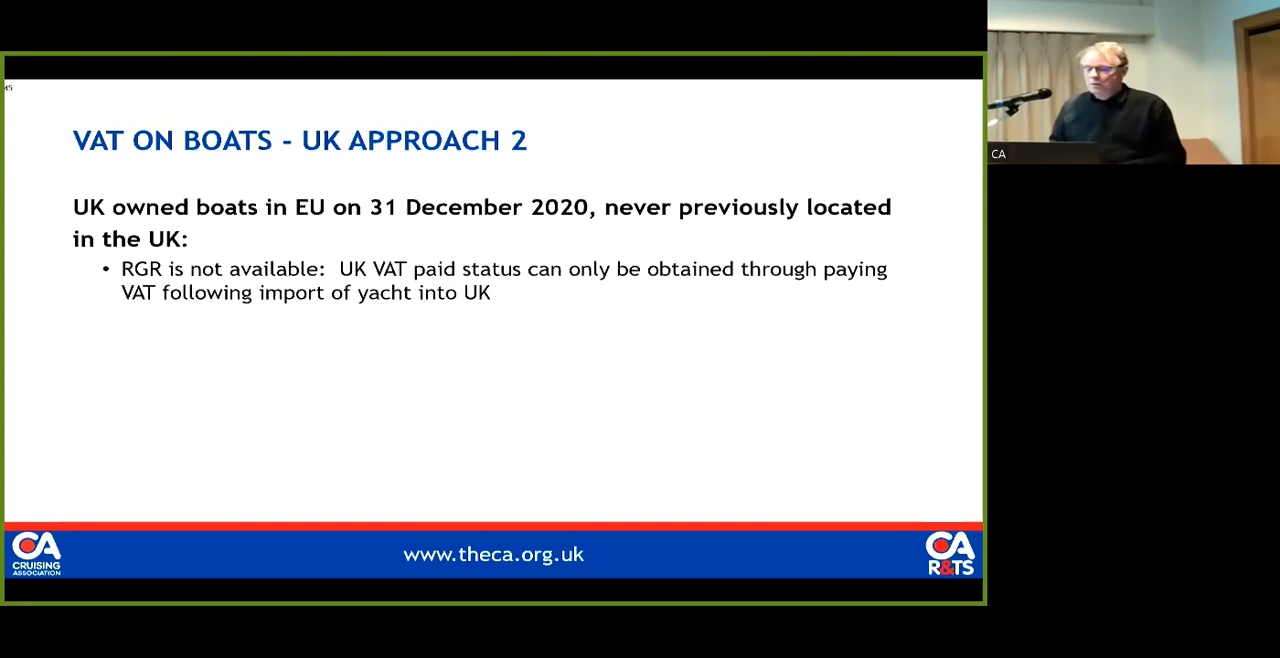 45
VAT ON BOATS - UK APPROACH 2
UK owned boats in EU on 31 December 2020, never previously located
in the UK:
• RGR is not available: UK VAT paid status can only be obtained through paying
VAT following import of yacht into UK
CA
CRUISING
ASSOCIATION
www.theca.org.uk
CA
R&TS
CA